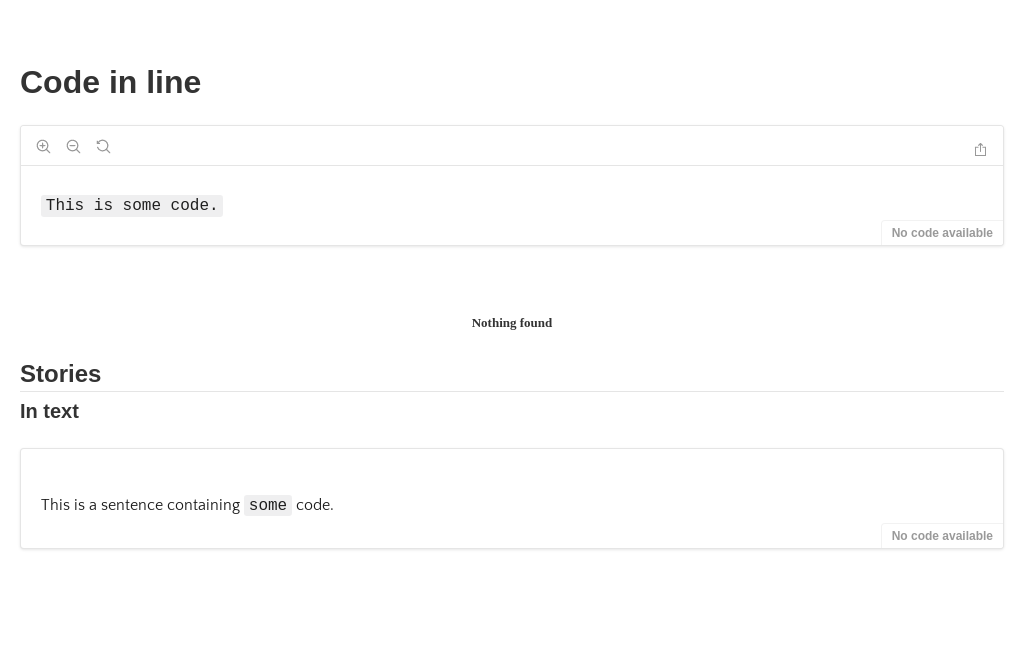 Code in line
This is some code.
No code available
Nothing found
Stories
In text
This is a sentence containing some code.
No code available